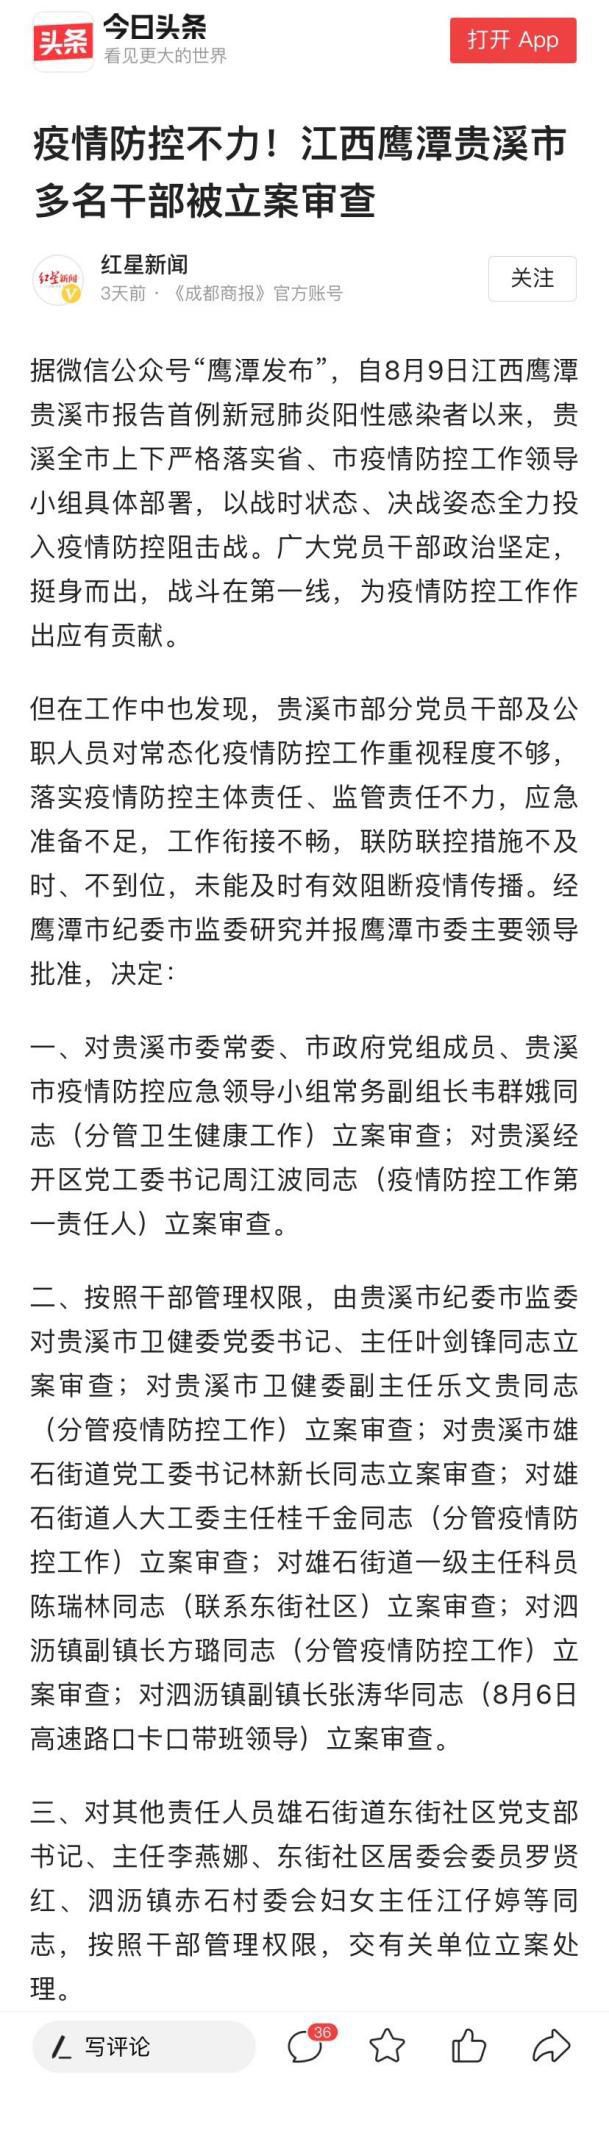 头条
今日头条
看见更大的世界
打开 App
疫情防控不力！江西鹰潭贵溪市
多名干部被立案审查
红星新闻
红星新闻
V
3天前 · 《成都商报》官方账号
关注
据微信公众号“鹰潭发布”，自8月9日江西鹰潭
贵溪市报告首例新冠肺炎阳性感染者以来，贵
溪全市上下严格落实省、市疫情防控工作领导
小组具体部署，以战时状态、决战姿态全力投
入疫情防控阻击战。广大党员干部政治坚定，
挺身而出，战斗在第一线，为疫情防控工作作
出应有贡献。
但在工作中也发现，贵溪市部分党员干部及公
职人员对常态化疫情防控工作重视程度不够，
落实疫情防控主体责任、监管责任不力，应急
准备不足，工作衔接不畅，联防联控措施不及
时、不到位，未能及时有效阻断疫情传播。经
鹰潭市纪委市监委研究并报鹰潭市委主要领导
批准，决定：
一、对贵溪市委常委、市政府党组成员、贵溪
市疫情防控应急领导小组常务副组长韦群娥同
志（分管卫生健康工作）立案审查；对贵溪经
开区党工委书记周江波同志（疫情防控工作第
一责任人）立案审查。
二、按照干部管理权限，由贵溪市纪委市监委
对贵溪市卫健委党委书记、主任叶剑锋同志立
案审查；对贵溪市卫健委副主任乐文贵同志
（分管疫情防控工作）立案审查；对贵溪市雄
石街道党工委书记林新长同志立案审查；对雄
石街道人大工委主任桂千金同志（分管疫情防
控工作）立案审查；对雄石街道一级主任科员
陈瑞林同志（联系东街社区）立案审查；对泗
沥镇副镇长方璐同志（分管疫情防控工作）立
案审查；对泗沥镇副镇长张涛华同志（8月6日
高速路口卡口带班领导）立案审查。
三、对其他责任人员雄石街道东街社区党支部
书记、主任李燕娜、东街社区居委会委员罗贤
红、泗沥镇赤石村委会妇女主任江仔婷等同
志，按照干部管理权限，交有关单位立案处
理。
写评论
36